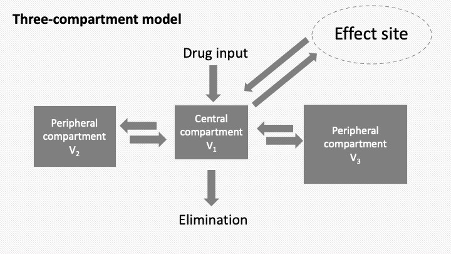 Three-compartment model
Effect site
Drug input
Peripheral
compartment
V₂
Central
compartment
V₁
Peripheral
compartment
V₃
Elimination